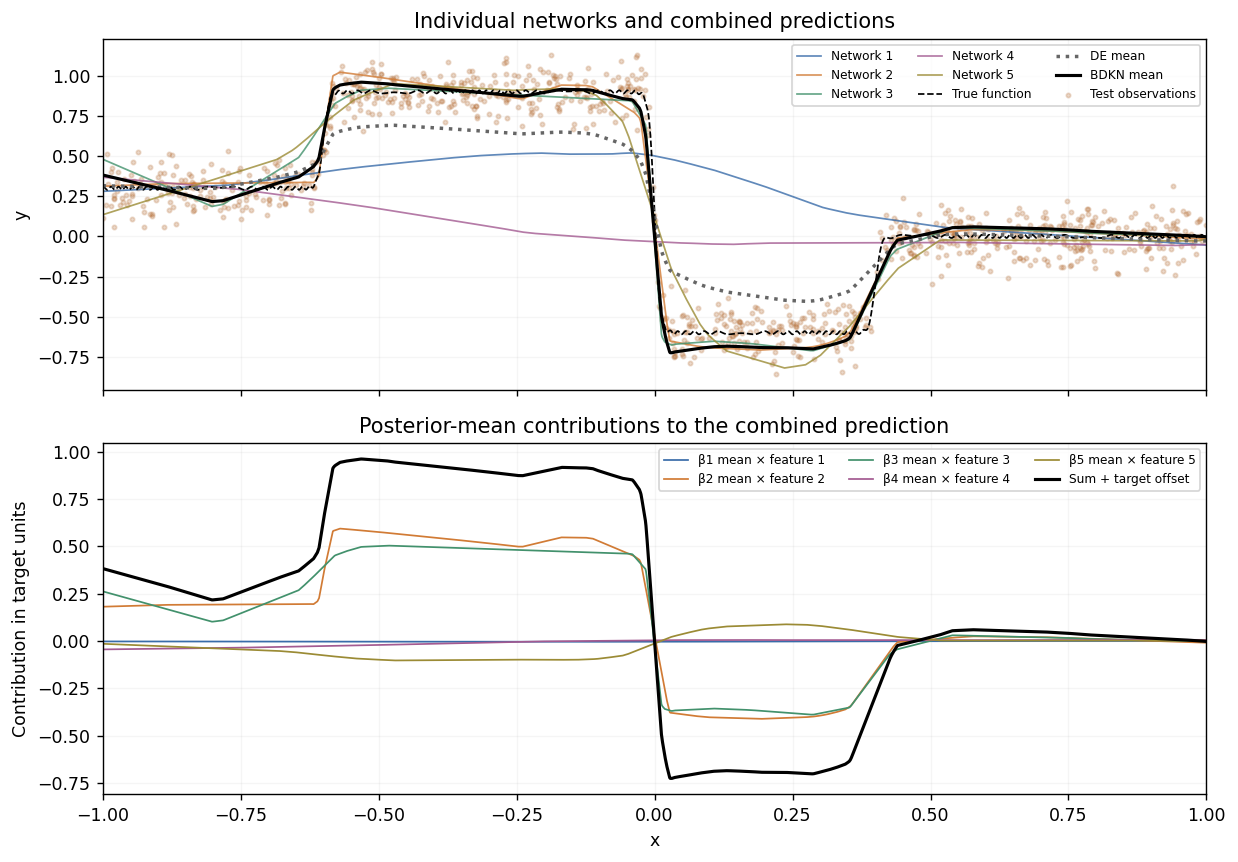 Individual networks and combined predictions
Network 1
Network 2
Network 3
Network 4
Network 5
True function
DE mean
BDKN mean
Test observations
y
1.00
0.75
0.50
0.25
0.00
−0.25
−0.50
−0.75
Posterior-mean contributions to the combined prediction
β1 mean × feature 1
β2 mean × feature 2
β3 mean × feature 3
β4 mean × feature 4
β5 mean × feature 5
Sum + target offset
Contribution in target units
1.00
0.75
0.50
0.25
0.00
−0.25
−0.50
−0.75
−1.00 −0.75 −0.50 −0.25 0.00 0.25 0.50 0.75 1.00
x